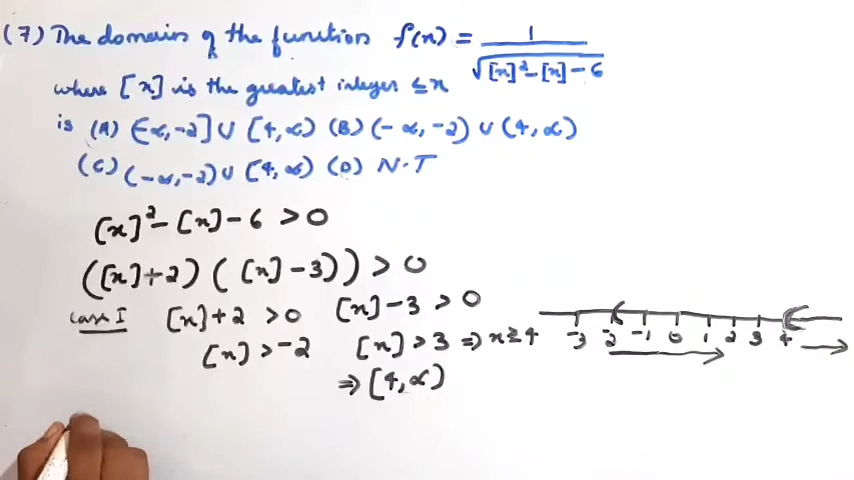 (7) The domain of the function f(x) = 1/√([x]²-[x]-6)
where [x] is the greatest integer ≤ x
is (A) (-∞,-2] ∪ [4,∞) (B) (-∞,-2) ∪ (4,∞)
(C) (-∞,-2) ∪ [4,∞) (D) N.T
[x]²-[x]-6 > 0
([x]+2)([x]-3)) > 0
Case I [x]+2 > 0 [x]-3 > 0
[x] > -2 [x] > 3 ⇒ x ≥ 4
⇒ [4,∞)
-3 -2 -1 0 1 2 3 4